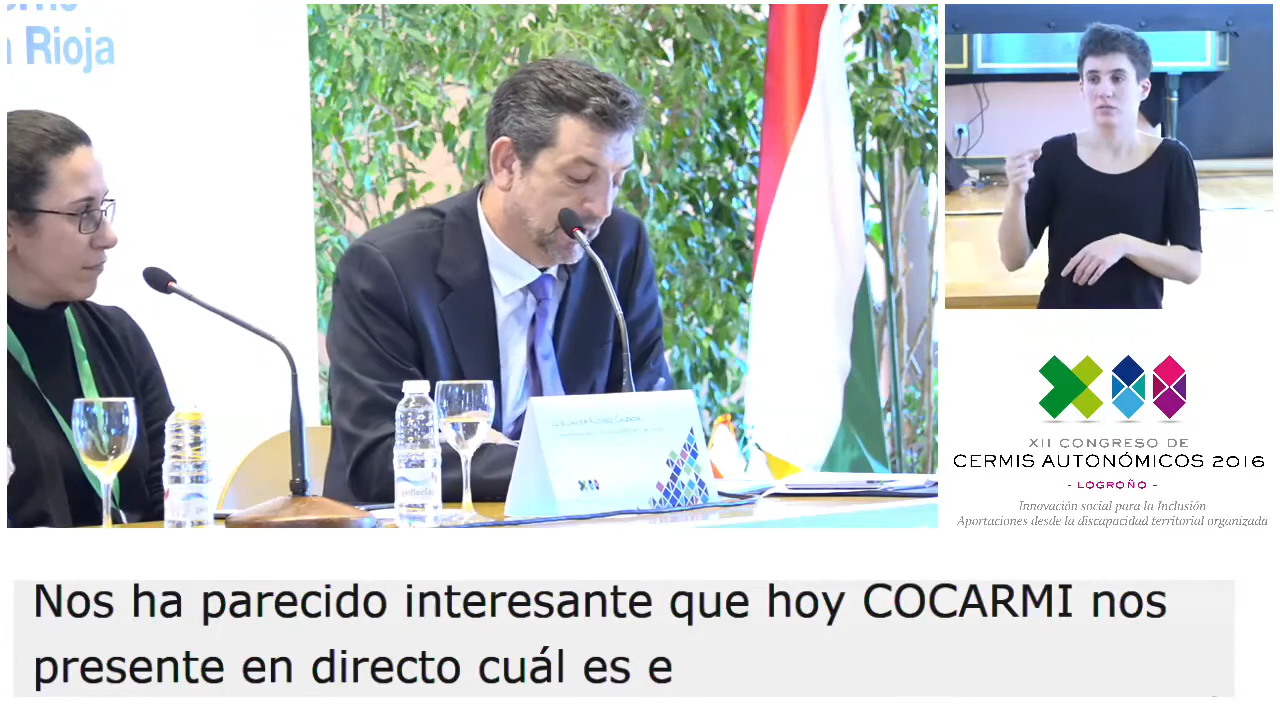 a Rioja
XII CONGRESO DE
CERMIS AUTONÓMICOS 2016
- LOGROÑO -
Innovación social para la Inclusión
Aportaciones desde la discapacidad territorial organizada
Nos ha parecido interesante que hoy COCARMI nos
presente en directo cuál es e